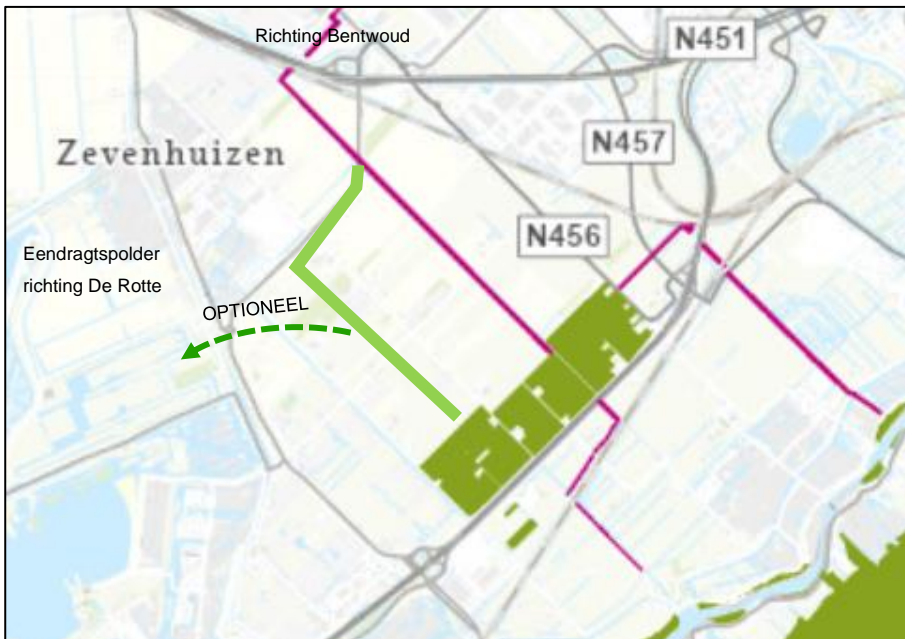 Richting Bentwoud
N451
Zevenhuizen
N457
N456
Eendragtspolder
richting De Rotte
OPTIONEEL